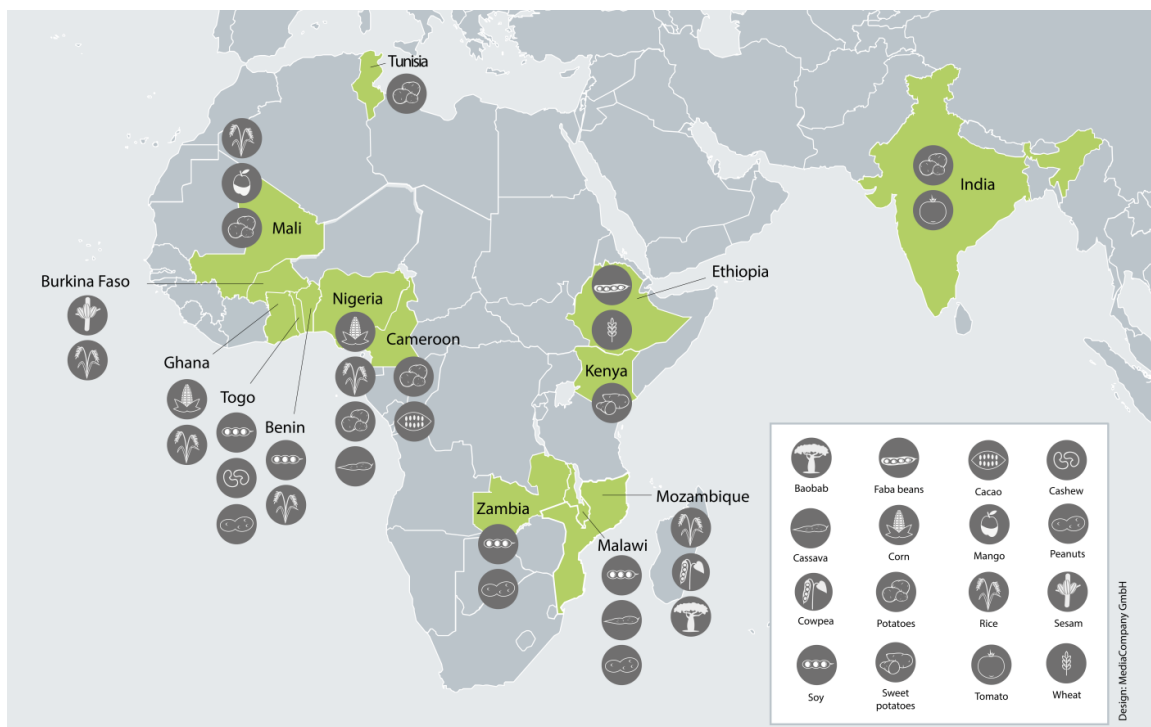 Tunisia
India
Mali
Ethiopia
Burkina Faso
Nigeria
Cameroon
Ghana
Kenya
Togo
Benin
Mozambique
Zambia
Malawi
Baobab
Faba beans
Cacao
Cashew
Cassava
Corn
Mango
Peanuts
Cowpea
Potatoes
Rice
Sesam
Soy
Sweet
potatoes
Tomato
Wheat
Design: MediaCompany GmbH